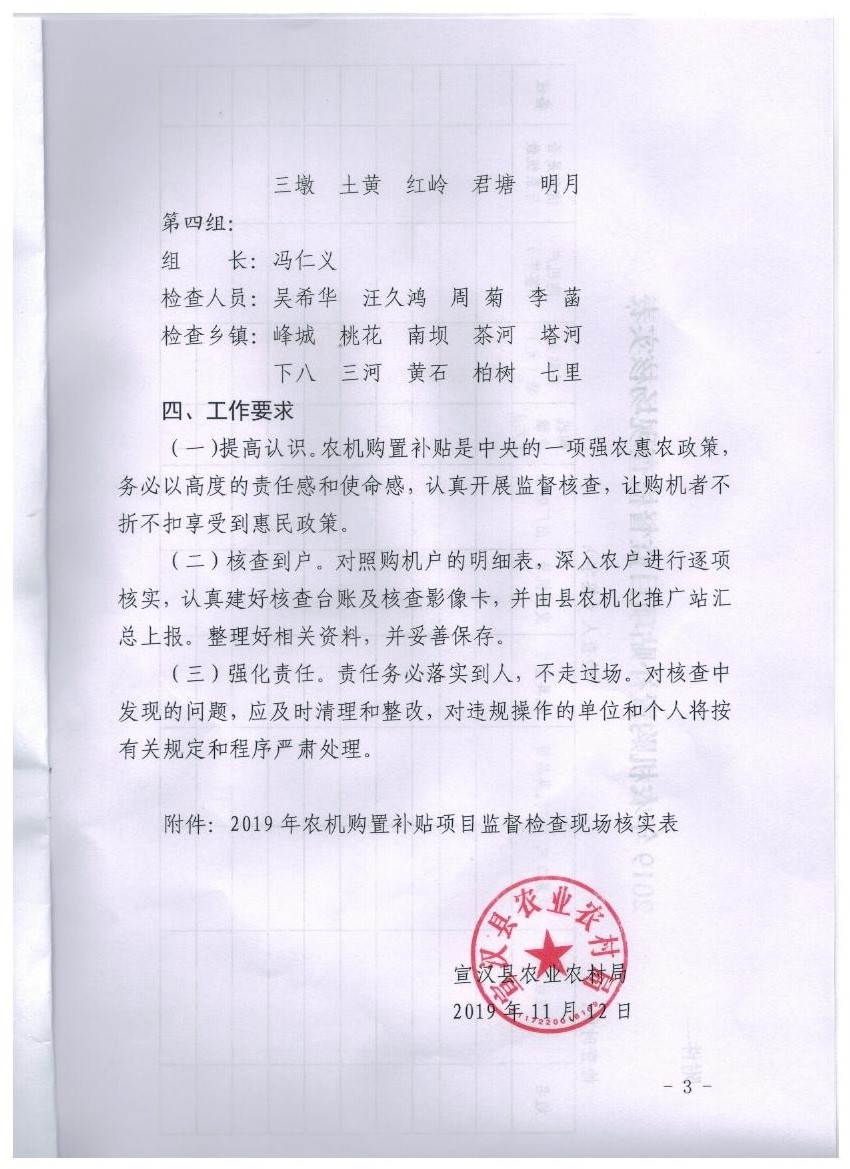 三墩 土黄 红岭 君塘 明月
第四组：
组 长：冯仁义
检查人员：吴希华 汪久鸿 周菊 李菡
检查乡镇：峰城 桃花 南坝 茶河 塔河
下八 三河 黄石 柏树 七里
四、工作要求
（一）提高认识。农机购置补贴是中央的一项强农惠农政策，
务必以高度的责任感和使命感，认真开展监督核查，让购机者不
折不扣享受到惠民政策。
（二）核查到户。对照购机户的明细表，深入农户进行逐项
核实，认真建好核查台账及核查影像卡，并由县农机化推广站汇
总上报。整理好相关资料，并妥善保存。
（三）强化责任。责任务必落实到人，不走过场。对核查中
发现的问题，应及时清理和整改，对违规操作的单位和个人将按
有关规定和程序严肃处理。
附件：2019年农机购置补贴项目监督检查现场核实表
宣汉县农业农村局
宣汉县农业农村局
2019年11月12日
- 3 -